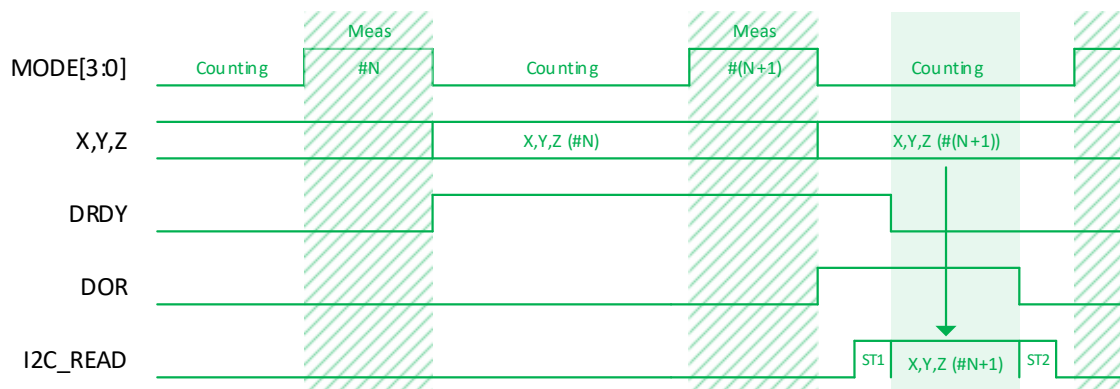 Meas
Meas
MODE[3:0]
Counting
#N
Counting
#(N+1)
Counting
X,Y,Z
X,Y,Z (#N)
X,Y,Z (#(N+1))
DRDY
DOR
I2C_READ
ST1
X,Y,Z (#N+1)
ST2